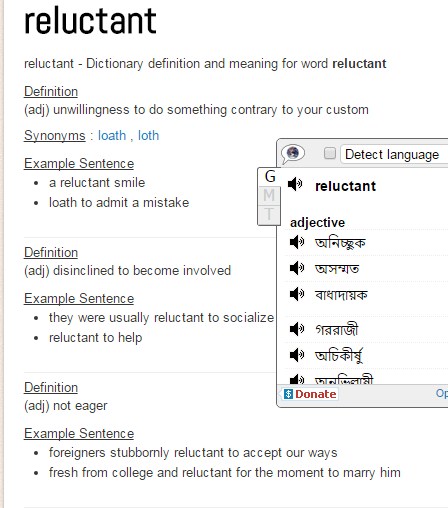 reluctant
reluctant - Dictionary definition and meaning for word reluctant
Definition
(adj) unwillingness to do something contrary to your custom
Synonyms : loath , loth
Example Sentence
• a reluctant smile
• loath to admit a mistake
Definition
(adj) disinclined to become involved
Example Sentence
• they were usually reluctant to socialize
• reluctant to help
Definition
(adj) not eager
Example Sentence
• foreigners stubbornly reluctant to accept our ways
• fresh from college and reluctant for the moment to marry him
Detect language
G
M
T
reluctant
adjective
অনিচ্ছুক
অসম্মত
বাধাদায়ক
গররাজী
অচিকীর্ষু
অনভিলাষী
$ Donate
Op